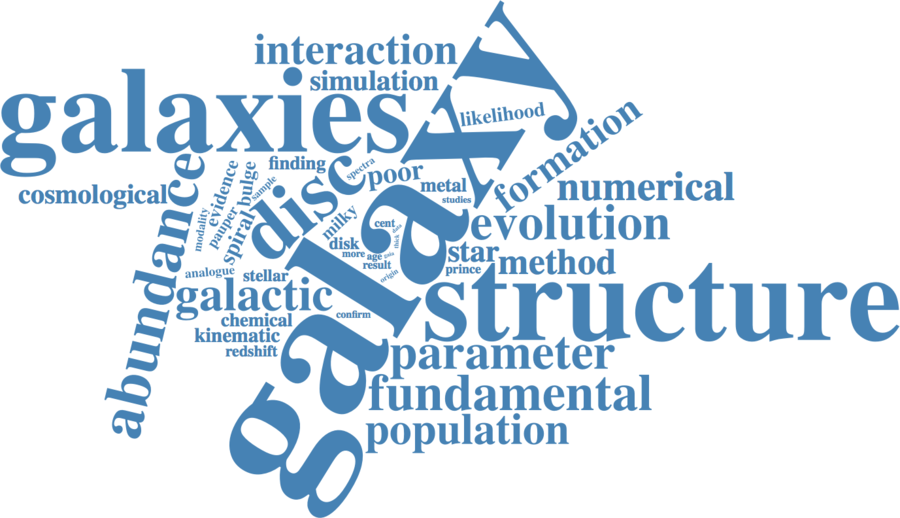 interaction
simulation
galaxies
galaxy
likelihood
formation
finding
spectra
poor
disc
abundance
cosmological
evidence
pauper
modality
spiral
bulge
sample
metal
studies
numerical
milky
cent
data
thick
evolution
disk
more
age
gaia
star
method
result
prince
origin
analogue
stellar
galactic
structure
confirm
chemical
kinematic
redshift
parameter
fundamental
population